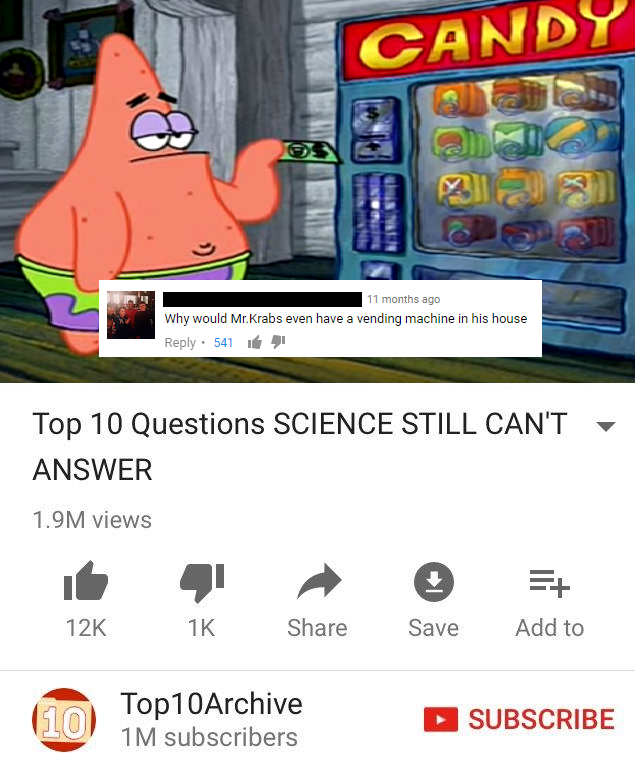 CANDY
$
$
11 months ago
Why would Mr.Krabs even have a vending machine in his house
Reply • 541
Top 10 Questions SCIENCE STILL CAN'T
ANSWER
1.9M views
12K 1K Share Save Add to
10 Top10Archive
1M subscribers
SUBSCRIBE